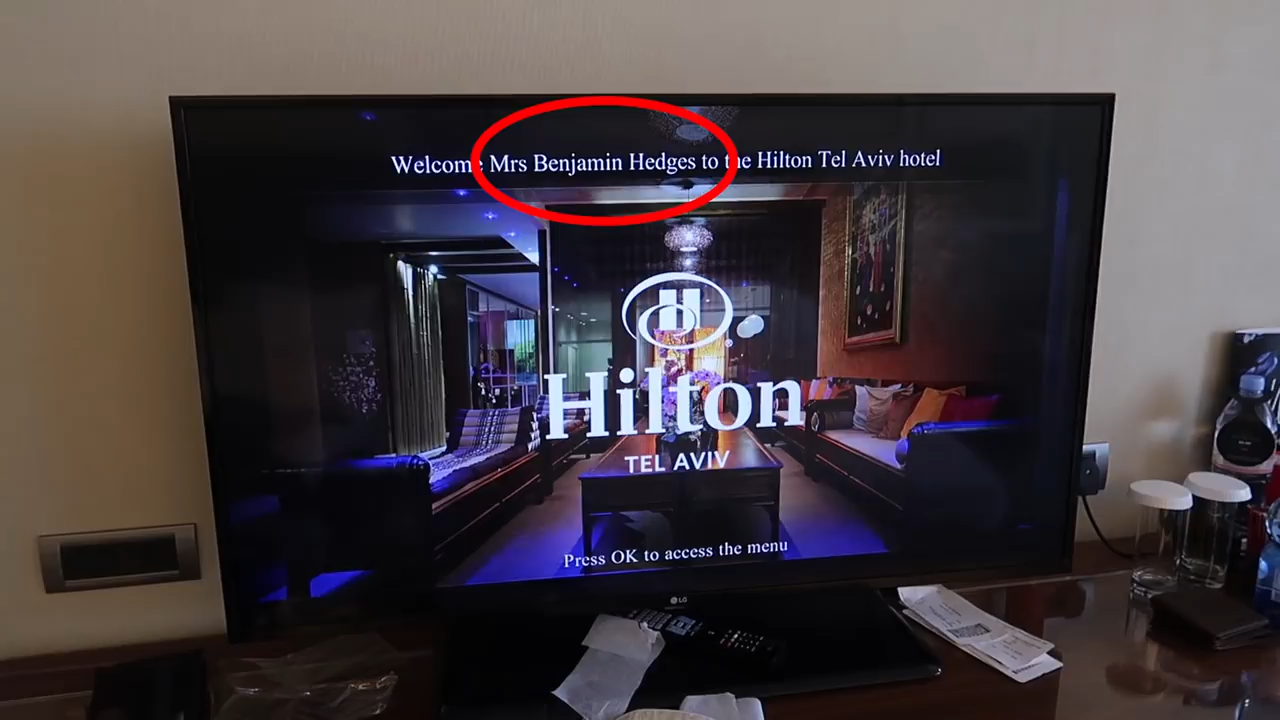 Welcome Mrs Benjamin Hedges to the Hilton Tel Aviv hotel
Hilton
TEL AVIV
Press OK to access the menu
LG